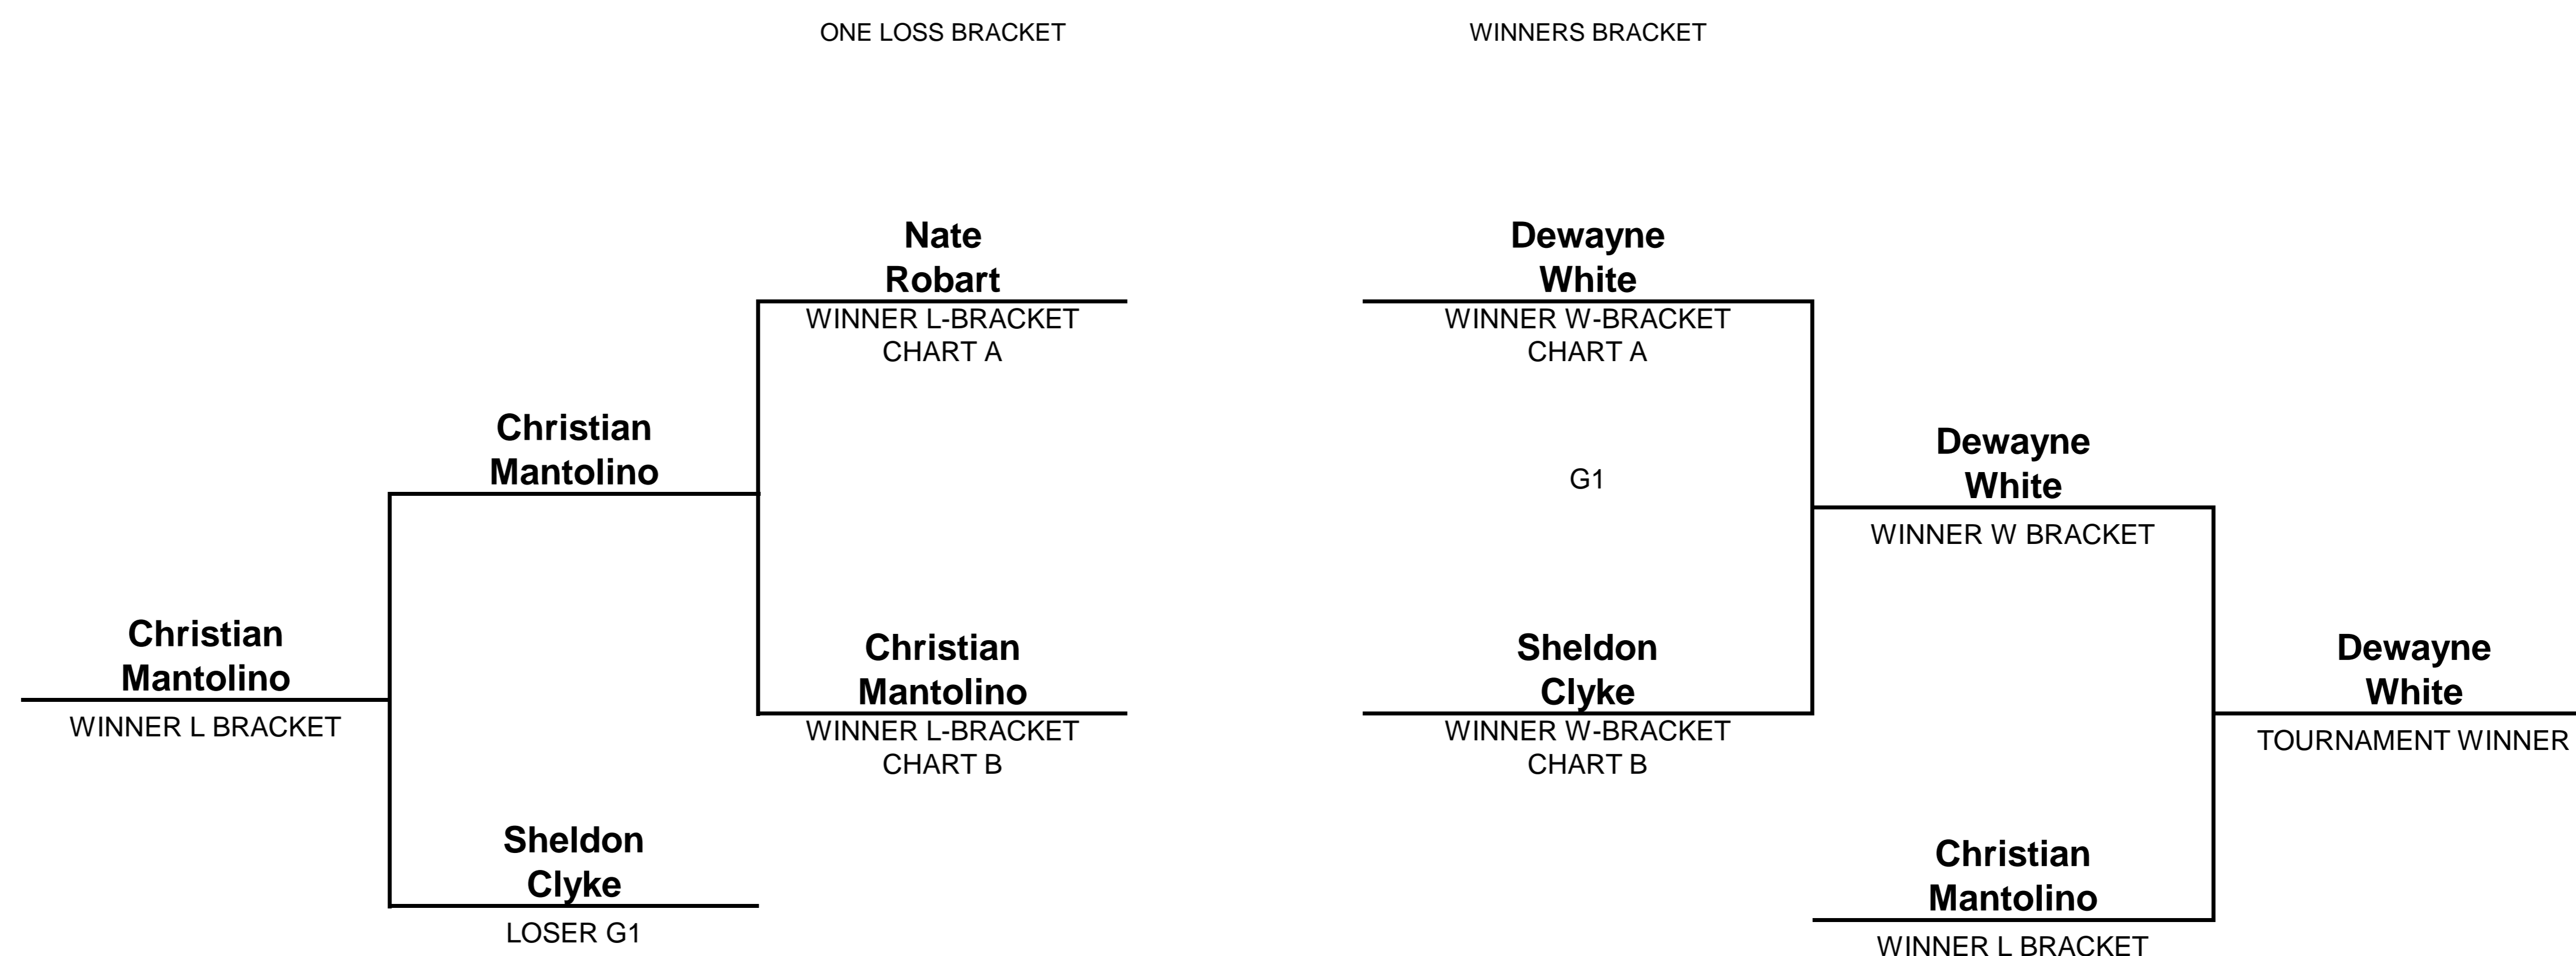 ONE LOSS BRACKET
WINNERS BRACKET
Nate
Robart
WINNER L-BRACKET
CHART A
Dewayne
White
WINNER W-BRACKET
CHART A
Christian
Mantolino
G1
Dewayne
White
WINNER W BRACKET
Christian
Mantolino
WINNER L BRACKET
Christian
Mantolino
WINNER L-BRACKET
CHART B
Sheldon
Clyke
WINNER W-BRACKET
CHART B
Dewayne
White
TOURNAMENT WINNER
Sheldon
Clyke
LOSER G1
Christian
Mantolino
WINNER L BRACKET